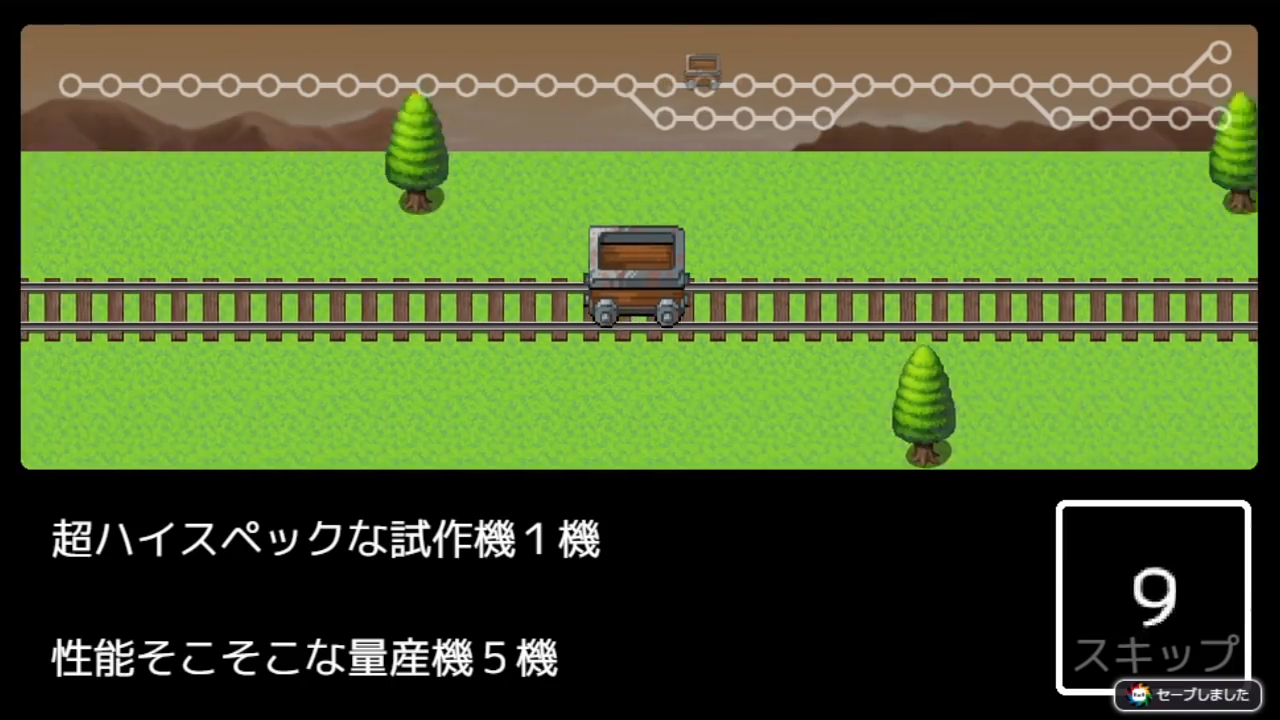 超ハイスペックな試作機１機
性能そこそこな量産機５機
9
スキップ
セーブしました